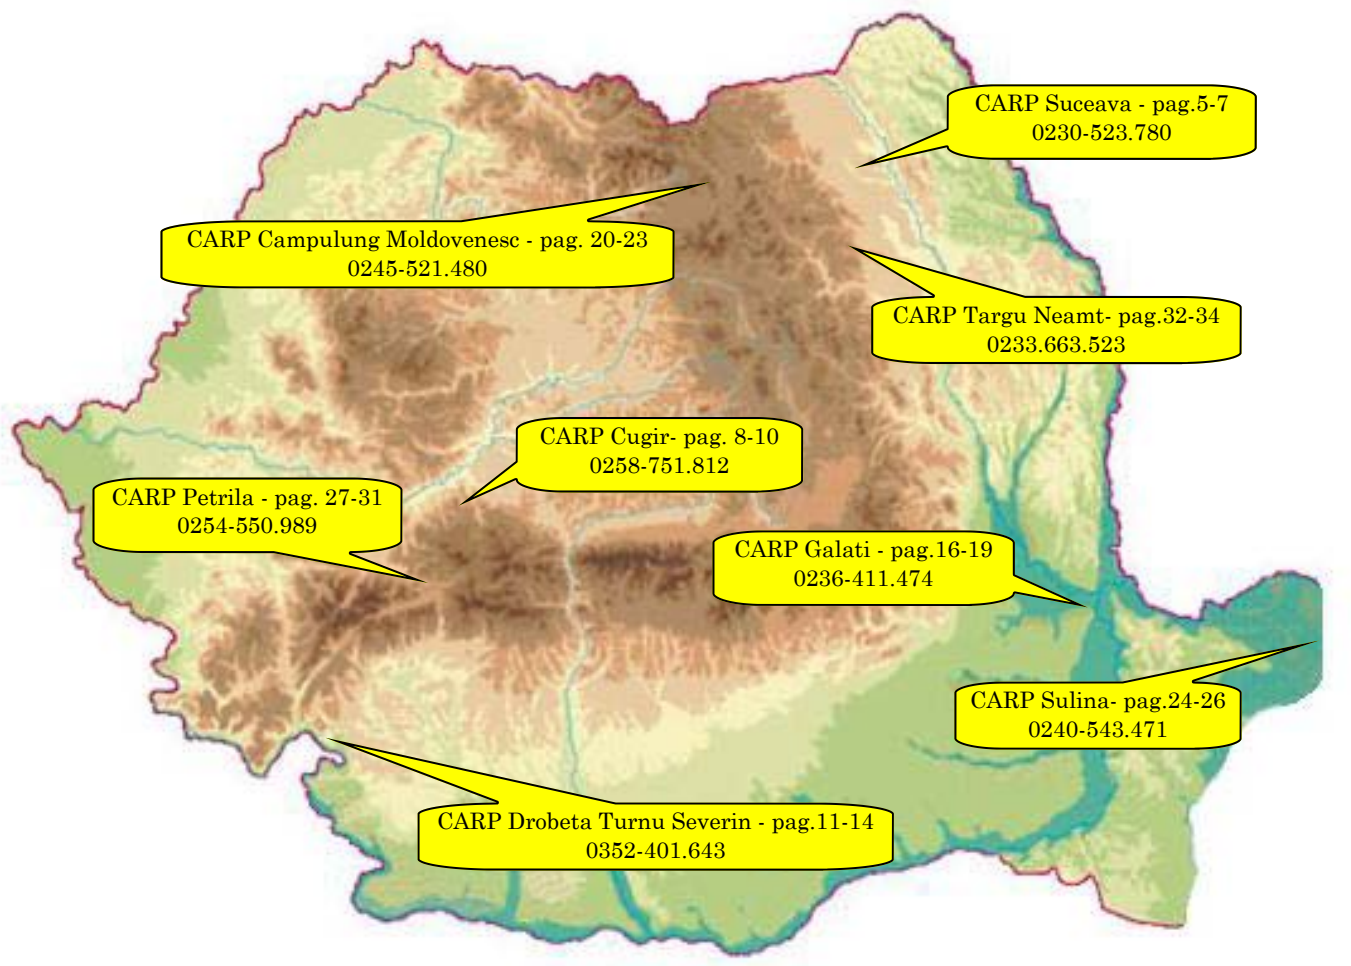 CARP Suceava - pag.5-7
0230-523.780
CARP Campulung Moldovenesc - pag. 20-23
0245-521.480
CARP Targu Neamt- pag.32-34
0233.663.523
CARP Cugir- pag. 8-10
0258-751.812
CARP Petrila - pag. 27-31
0254-550.989
CARP Galati - pag.16-19
0236-411.474
CARP Sulina- pag.24-26
0240-543.471
CARP Drobeta Turnu Severin - pag.11-14
0352-401.643